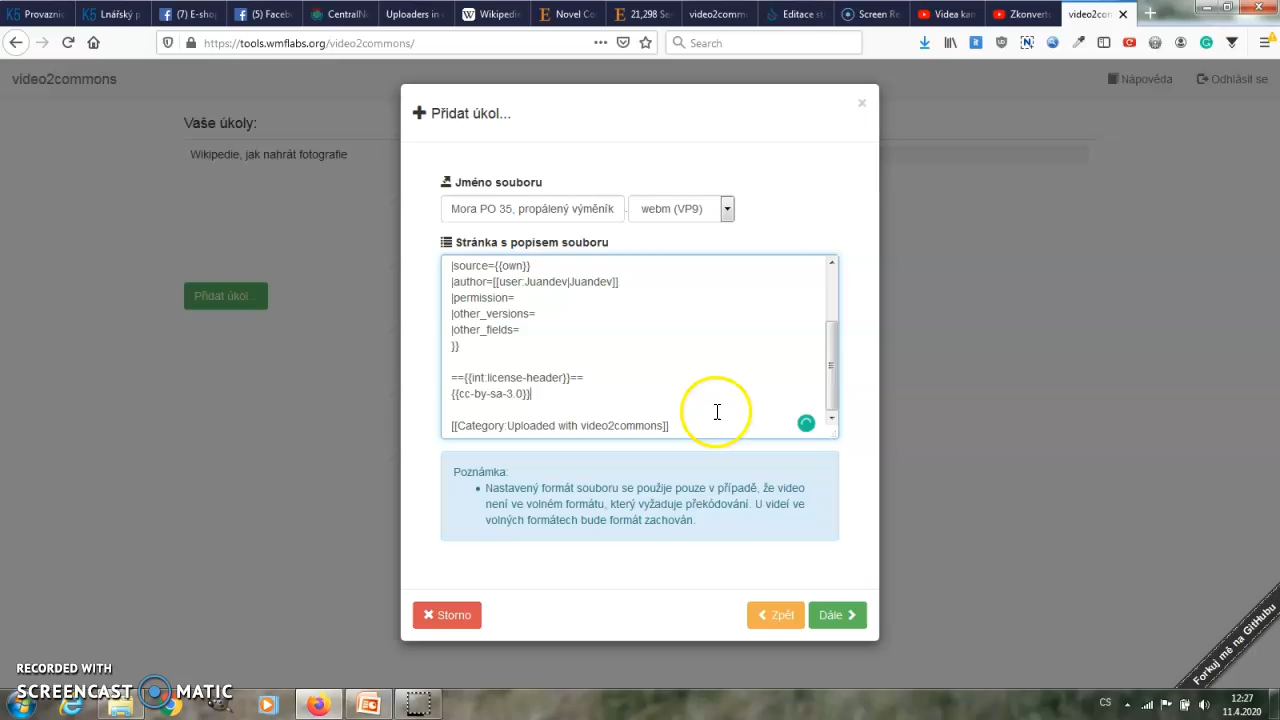 Provazník
Lnářský p
(7) E-shop
(5) Faceb
CentralNo
Uploaders in
Wikipedie
Novel Co
21,298 Se
video2comm
Editace st
Screen Re
Videa kan
Zkonverto
video2con
https://tools.wmflabs.org/video2commons/
Search
video2commons
Nápověda
Odhlásit se
Přidat úkol...
Vaše úkoly:
Wikipedie, jak nahrát fotografie
Jméno souboru
Mora PO 35, propálený výměník
. webm (VP9)
Stránka s popisem souboru
|source={{own}}
|author=[[user:Juandev|Juandev]]
|permission=
|other_versions=
|other_fields=
}}
=={{int:license-header}}==
{{cc-by-sa-3.0}}
[[Category:Uploaded with video2commons]]
Přidat úkol...
Poznámka:
Nastavený formát souboru se použije pouze v případě, že video
není ve volném formátu, který vyžaduje překódování. U videí ve
volných formátech bude formát zachován.
Storno
Zpět
Dále
Forkuj mě na GitHubu
RECORDED WITH
SCREENCAST MATIC
CS
12:27
11.4.2020